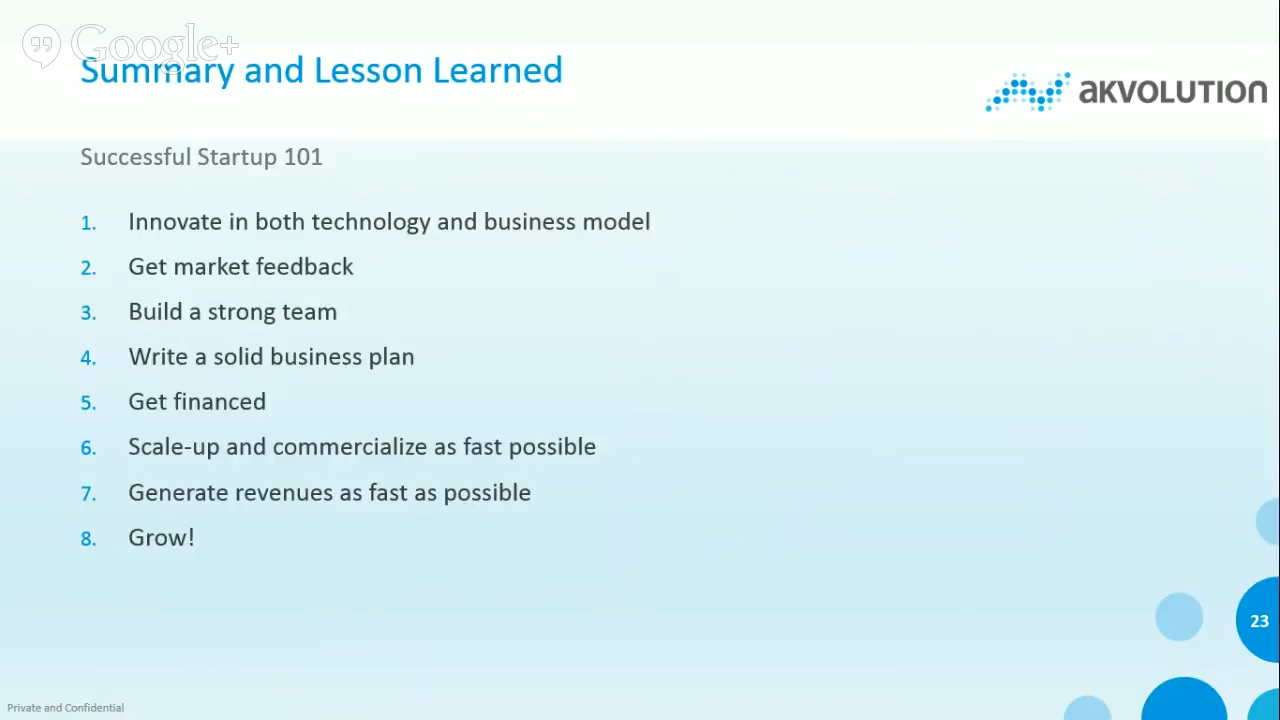 Google+
Summary and Lesson Learned
AKVOLUTION
Successful Startup 101
1. Innovate in both technology and business model
2. Get market feedback
3. Build a strong team
4. Write a solid business plan
5. Get financed
6. Scale-up and commercialize as fast possible
7. Generate revenues as fast as possible
8. Grow!
23
Private and Confidential